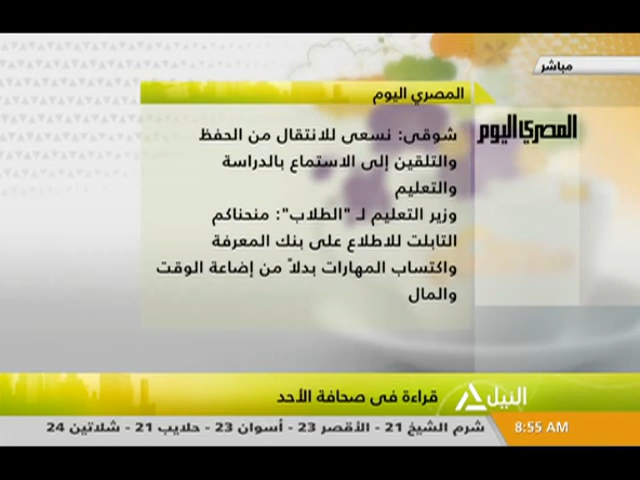 مباشر
المصري اليوم
المصري اليوم
شوقى: نسعى للانتقال من الحفظ
والتلقين إلى الاستماع بالدراسة
والتعليم
وزير التعليم لـ "الطلاب": منحناكم
التابلت للاطلاع على بنك المعرفة
واكتساب المهارات بدلاً من إضاعة الوقت
والمال
النيل
قراءة فى صحافة الأحد
8:55 AM
شرم الشيخ 21 - الأقصر 23 - أسوان 23 - حلايب 21 - شلاتين 24